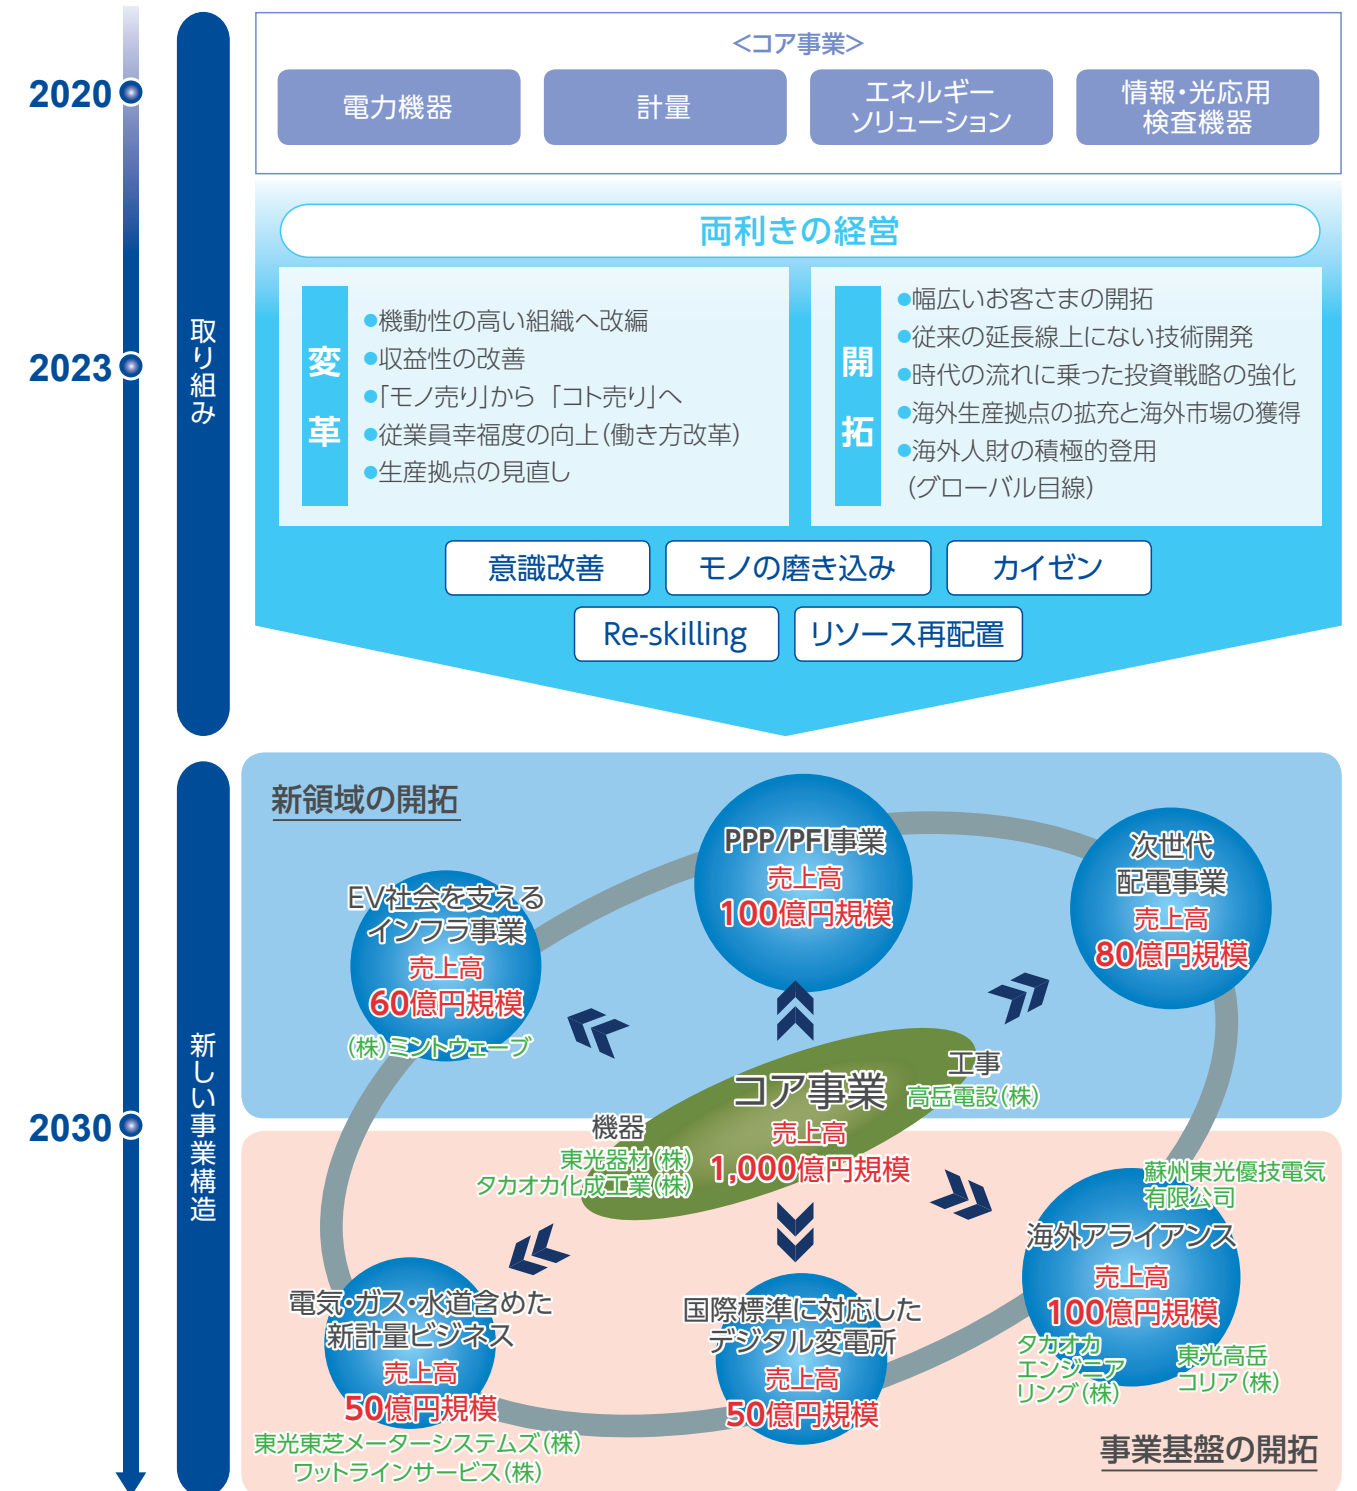 2020
2023
2030
取り組み
新しい事業構造
<コア事業>
電力機器
計量
エネルギー
ソリューション
情報・光応用
検査機器
両利きの経営
変革
●機動性の高い組織へ改編
●収益性の改善
●「モノ売り」から 「コト売り」へ
●従業員幸福度の向上（働き方改革）
●生産拠点の見直し
開拓
●幅広いお客さまの開拓
●従来の延長線上にない技術開発
●時代の流れに乗った投資戦略の強化
●海外生産拠点の拡充と海外市場の獲得
●海外人財の積極的登用
（グローバル目線）
意識改善
モノの磨き込み
カイゼン
Re-skilling
リソース再配置
新領域の開拓
PPP/PFI事業
売上高
100億円規模
次世代
配電事業
売上高
80億円規模
EV社会を支える
インフラ事業
売上高
60億円規模
（株）ミントウェーブ
コア事業
売上高
1,000億円規模
工事
高岳電設（株）
機器
東光器材（株）
タカオカ化成工業（株）
蘇州東光優技電気
有限公司
海外アライアンス
売上高
100億円規模
タカオカ
エンジニア
リング（株）
東光高岳
コリア（株）
電気・ガス・水道含めた
新計量ビジネス
売上高
50億円規模
東光東芝メーターシステムズ（株）
ワットラインサービス（株）
国際標準に対応した
デジタル変電所
売上高
50億円規模
事業基盤の開拓